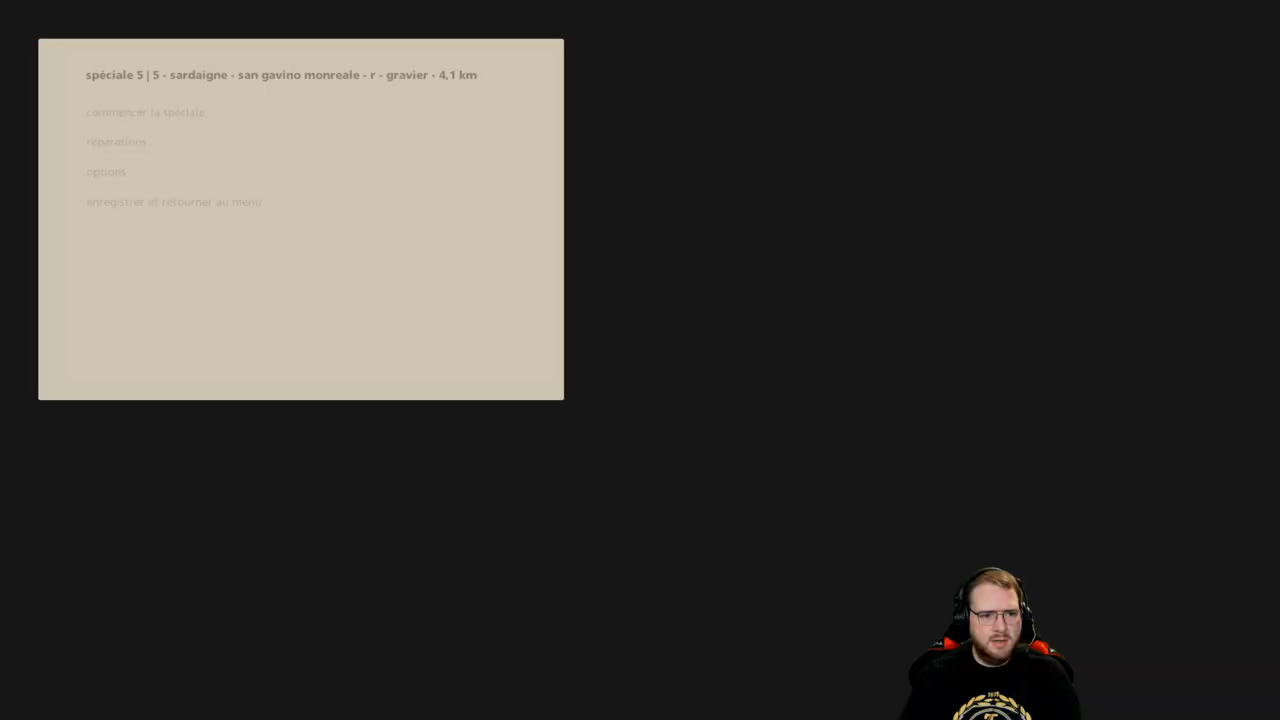 spéciale 5 | 5 - sardaigne - san gavino monreale - r - gravier - 4,1 km
commencer la spéciale
réparations
options
enregistrer et retourner au menu